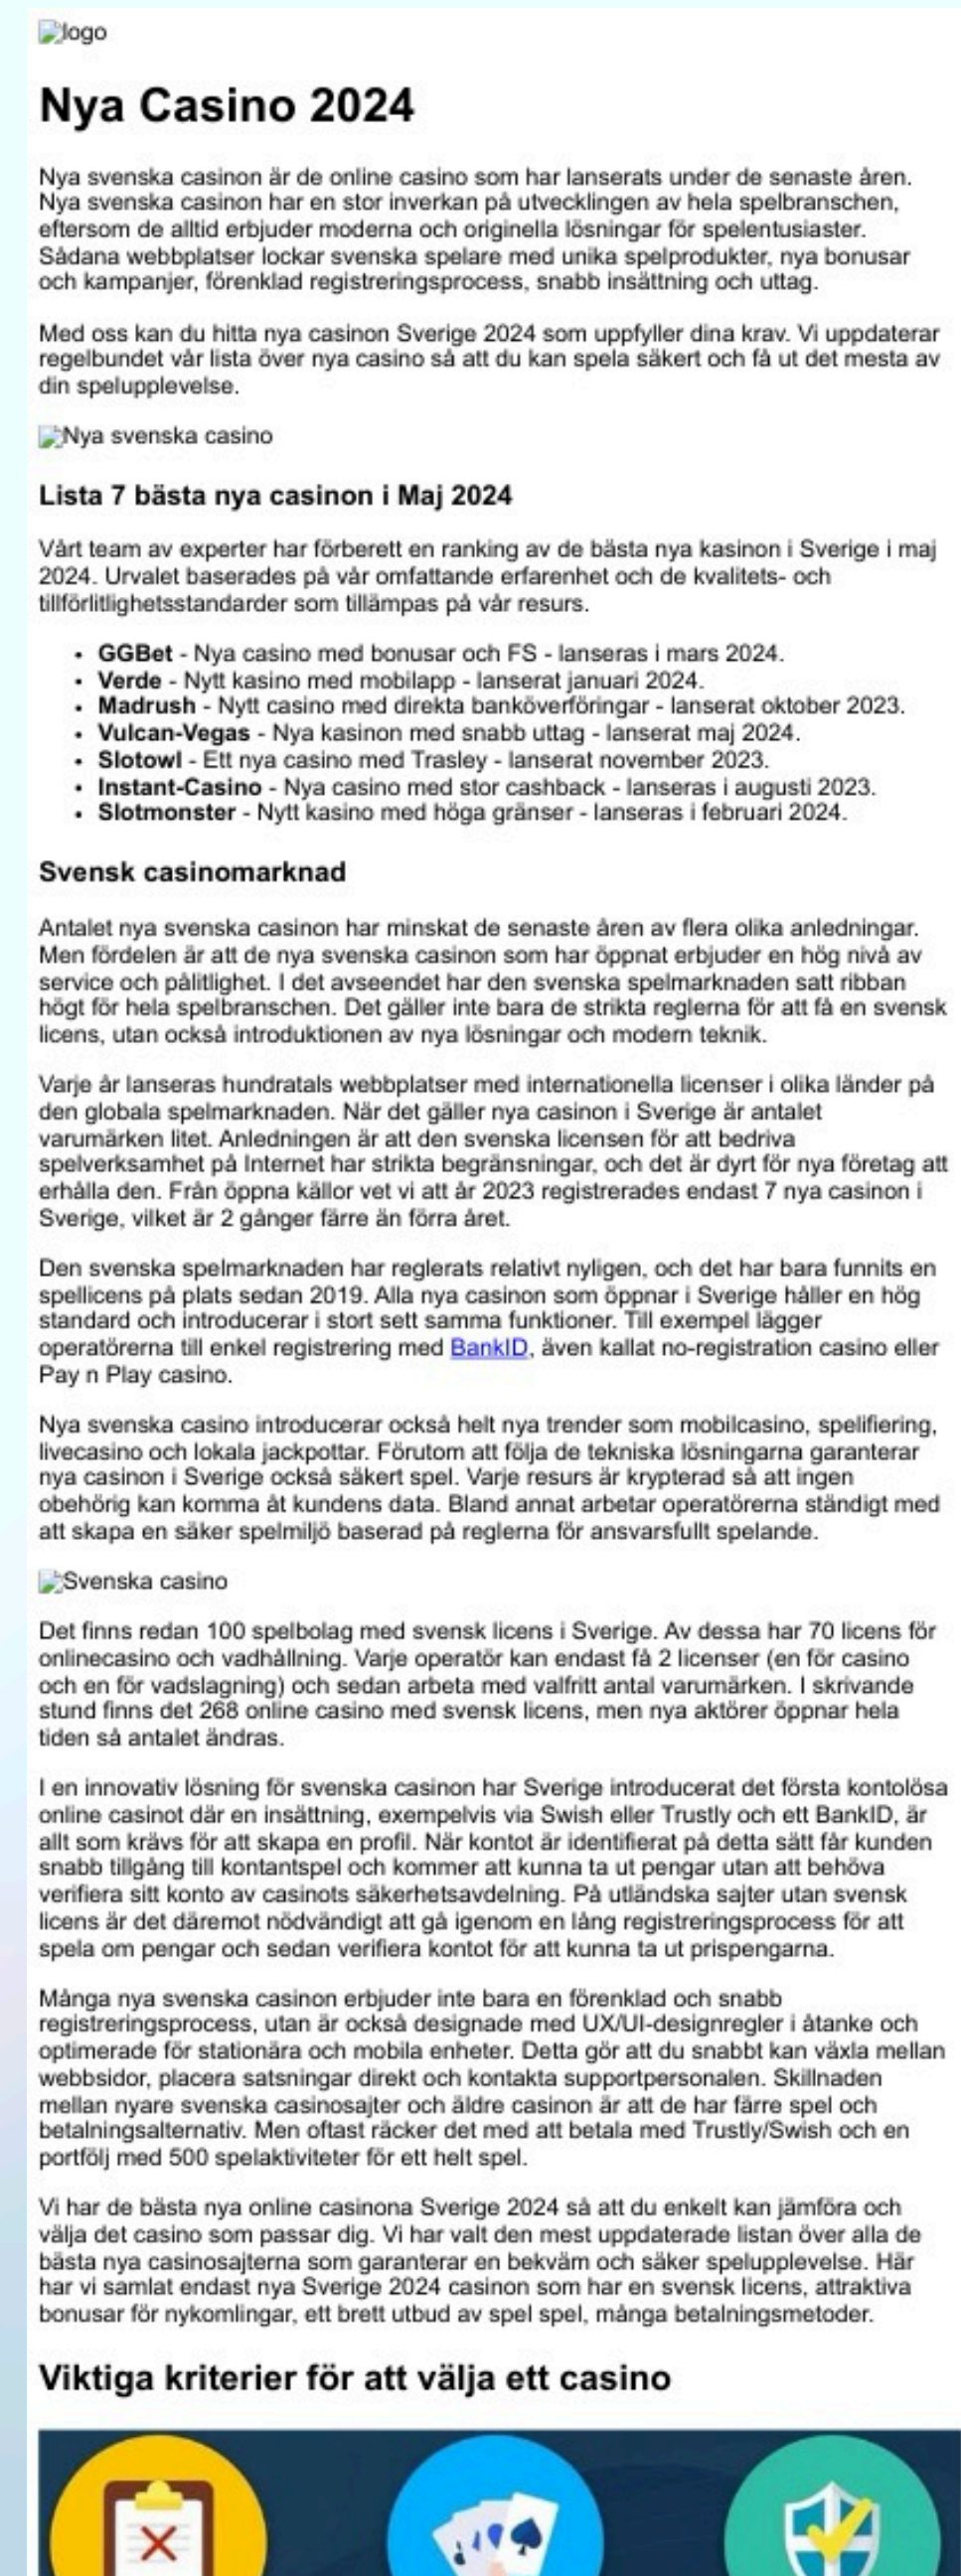 logo
Nya Casino 2024
Nya svenska casinon är de online casino som har lanserats under de senaste åren.
Nya svenska casinon har en stor inverkan på utvecklingen av hela spelbranschen,
eftersom de alltid erbjuder moderna och originella lösningar för spelentusiaster.
Sådana webbplatser lockar svenska spelare med unika spelprodukter, nya bonusar
och kampanjer, förenklad registreringsprocess, snabb insättning och uttag.
Med oss kan du hitta nya casinon Sverige 2024 som uppfyller dina krav. Vi uppdaterar
regelbundet vår lista över nya casino så att du kan spela säkert och få ut det mesta av
din spelupplevelse.
Nya svenska casino
Lista 7 bästa nya casinon i Maj 2024
Vårt team av experter har förberett en ranking av de bästa nya kasinon i Sverige i maj
2024. Urvalet baserades på vår omfattande erfarenhet och de kvalitets- och
tillförlitlighetsstandarder som tillämpas på vår resurs.
• GGBet - Nya casino med bonusar och FS - lanseras i mars 2024.
• Verde - Nytt kasino med mobilapp - lanserat januari 2024.
• Madrush - Nytt casino med direkta banköverföringar - lanserat oktober 2023.
• Vulcan-Vegas - Nya kasinon med snabb uttag - lanserat maj 2024.
• Slotowl - Ett nya casino med Trasley - lanserat november 2023.
• Instant-Casino - Nya casino med stor cashback - lanseras i augusti 2023.
• Slotmonster - Nytt kasino med höga gränser - lanseras i februari 2024.
Svensk casinomarknad
Antalet nya svenska casinon har minskat de senaste åren av flera olika anledningar.
Men fördelen är att de nya svenska casinon som har öppnat erbjuder en hög nivå av
service och pålitlighet. I det avseendet har den svenska spelmarknaden satt ribban
högt för hela spelbranschen. Det gäller inte bara de strikta reglerna för att få en svensk
licens, utan också introduktionen av nya lösningar och modern teknik.
Varje år lanseras hundratals webbplatser med internationella licenser i olika länder på
den globala spelmarknaden. När det gäller nya casinon i Sverige är antalet
varumärken litet. Anledningen är att den svenska licensen för att bedriva
spelverksamhet på Internet har strikta begränsningar, och det är dyrt för nya företag att
erhålla den. Från öppna källor vet vi att år 2023 registrerades endast 7 nya casinon i
Sverige, vilket är 2 gånger färre än förra året.
Den svenska spelmarknaden har reglerats relativt nyligen, och det har bara funnits en
spellicens på plats sedan 2019. Alla nya casinon som öppnar i Sverige håller en hög
standard och introducerar i stort sett samma funktioner. Till exempel lägger
operatörerna till enkel registrering med BankID, även kallat no-registration casino eller
Pay n Play casino.
Nya svenska casino introducerar också helt nya trender som mobilcasino, spelifiering,
livecasino och lokala jackpottar. Förutom att följa de tekniska lösningarna garanterar
nya casinon i Sverige också säkert spel. Varje resurs är krypterad så att ingen
obehörig kan komma åt kundens data. Bland annat arbetar operatörerna ständigt med
att skapa en säker spelmiljö baserad på reglerna för ansvarsfullt spelande.
Svenska casino
Det finns redan 100 spelbolag med svensk licens i Sverige. Av dessa har 70 licens för
onlinecasino och vadhållning. Varje operatör kan endast få 2 licenser (en för casino
och en för vadslagning) och sedan arbeta med valfritt antal varumärken. I skrivande
stund finns det 268 online casino med svensk licens, men nya aktörer öppnar hela
tiden så antalet ändras.
I en innovativ lösning för svenska casinon har Sverige introducerat det första kontolösa
online casinot där en insättning, exempelvis via Swish eller Trustly och ett BankID, är
allt som krävs för att skapa en profil. När kontot är identifierat på detta sätt får kunden
snabb tillgång till kontantspel och kommer att kunna ta ut pengar utan att behöva
verifiera sitt konto av casinots säkerhetsavdelning. På utländska sajter utan svensk
licens är det däremot nödvändigt att gå igenom en lång registreringsprocess för att
spela om pengar och sedan verifiera kontot för att kunna ta ut prispengarna.
Många nya svenska casinon erbjuder inte bara en förenklad och snabb
registreringsprocess, utan är också designade med UX/UI-designregler i åtanke och
optimerade för stationära och mobila enheter. Detta gör att du snabbt kan växla mellan
webbsidor, placera satsningar direkt och kontakta supportpersonalen. Skillnaden
mellan nyare svenska casinosajter och äldre casinon är att de har färre spel och
betalningsalternativ. Men oftast räcker det med att betala med Trustly/Swish och en
portfölj med 500 spelaktiviteter för ett helt spel.
Vi har de bästa nya online casinona Sverige 2024 så att du enkelt kan jämföra och
välja det casino som passar dig. Vi har valt den mest uppdaterade listan över alla de
bästa nya casinosajterna som garanterar en bekväm och säker spelupplevelse. Här
har vi samlat endast nya Sverige 2024 casinon som har en svensk licens, attraktiva
bonusar för nykomlingar, ett brett utbud av spel spel, många betalningsmetoder.
Viktiga kriterier för att välja ett casino